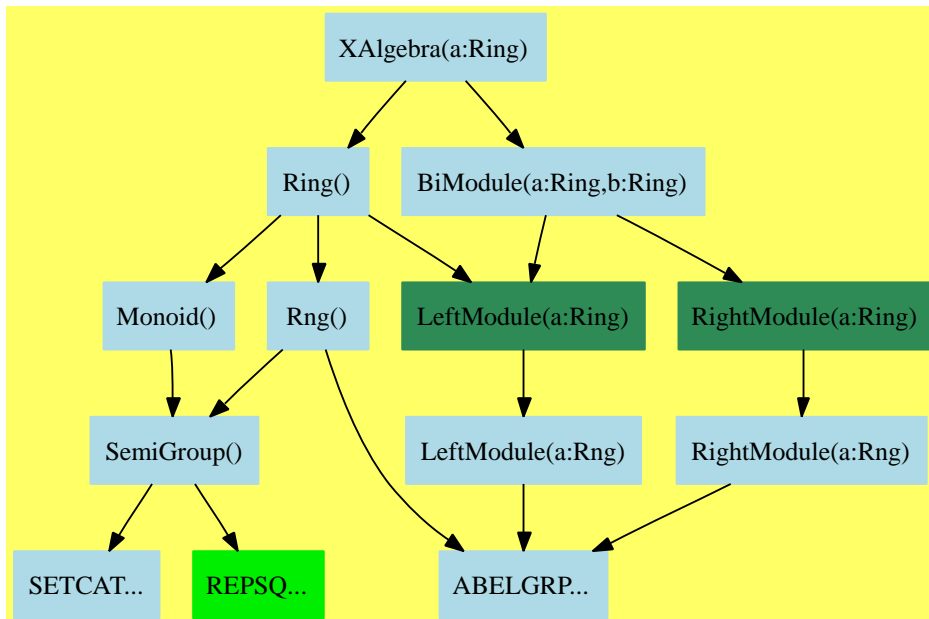 XAlgebra(a:Ring)
Ring()
BiModule(a:Ring,b:Ring)
Monoid()
Rng()
LeftModule(a:Ring)
RightModule(a:Ring)
SemiGroup()
LeftModule(a:Rng)
RightModule(a:Rng)
SETCAT...
REPSQ...
ABELGRP...